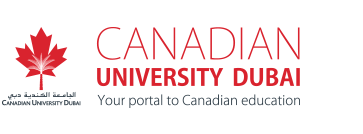 الجامعة الكندية دبي
CANADIAN UNIVERSITY DUBAI
CANADIAN
UNIVERSITY DUBAI
Your portal to Canadian education